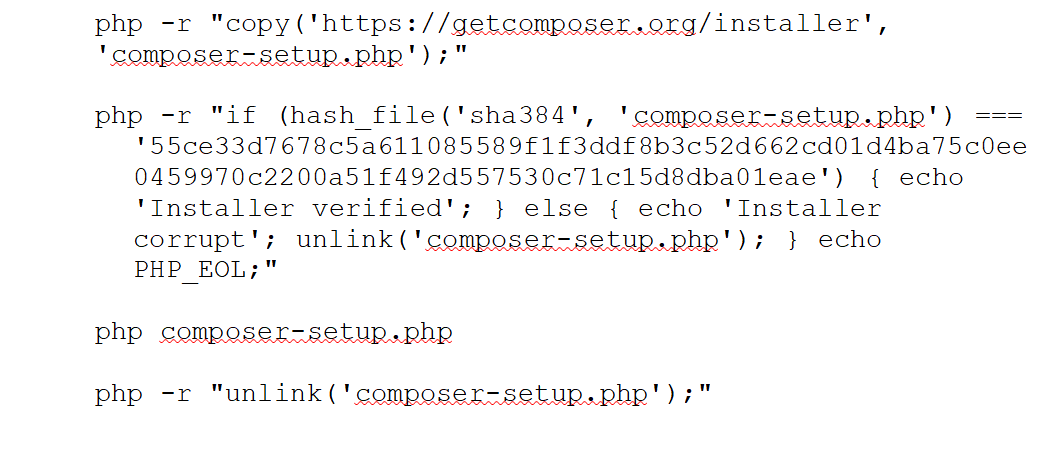 php -r "copy('https://getcomposer.org/installer',
'composer-setup.php');"
php -r "if (hash_file('sha384', 'composer-setup.php') ===
'55ce33d7678c5a611085589f1f3ddf8b3c52d662cd01d4ba75c0ee
0459970c2200a51f492d557530c71c15d8dba01eae') { echo
'Installer verified'; } else { echo 'Installer
corrupt'; unlink('composer-setup.php'); } echo
PHP_EOL;"
php composer-setup.php
php -r "unlink('composer-setup.php');"